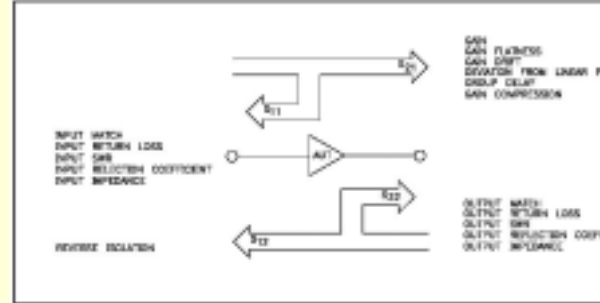 GAIN
GAIN FLATNESS
GAIN DRIFT
DEVIATION FROM LINEAR P
GROUP DELAY
GAIN COMPRESSION
S21
S11
INPUT MATCH
INPUT RETURN LOSS
INPUT SWR
INPUT REFLECTION COEFFICIENT
INPUT IMPEDANCE
AUT
S22
OUTPUT MATCH
OUTPUT RETURN LOSS
OUTPUT SWR
OUTPUT REFLECTION COEF
OUTPUT IMPEDANCE
S12
REVERSE ISOLATION